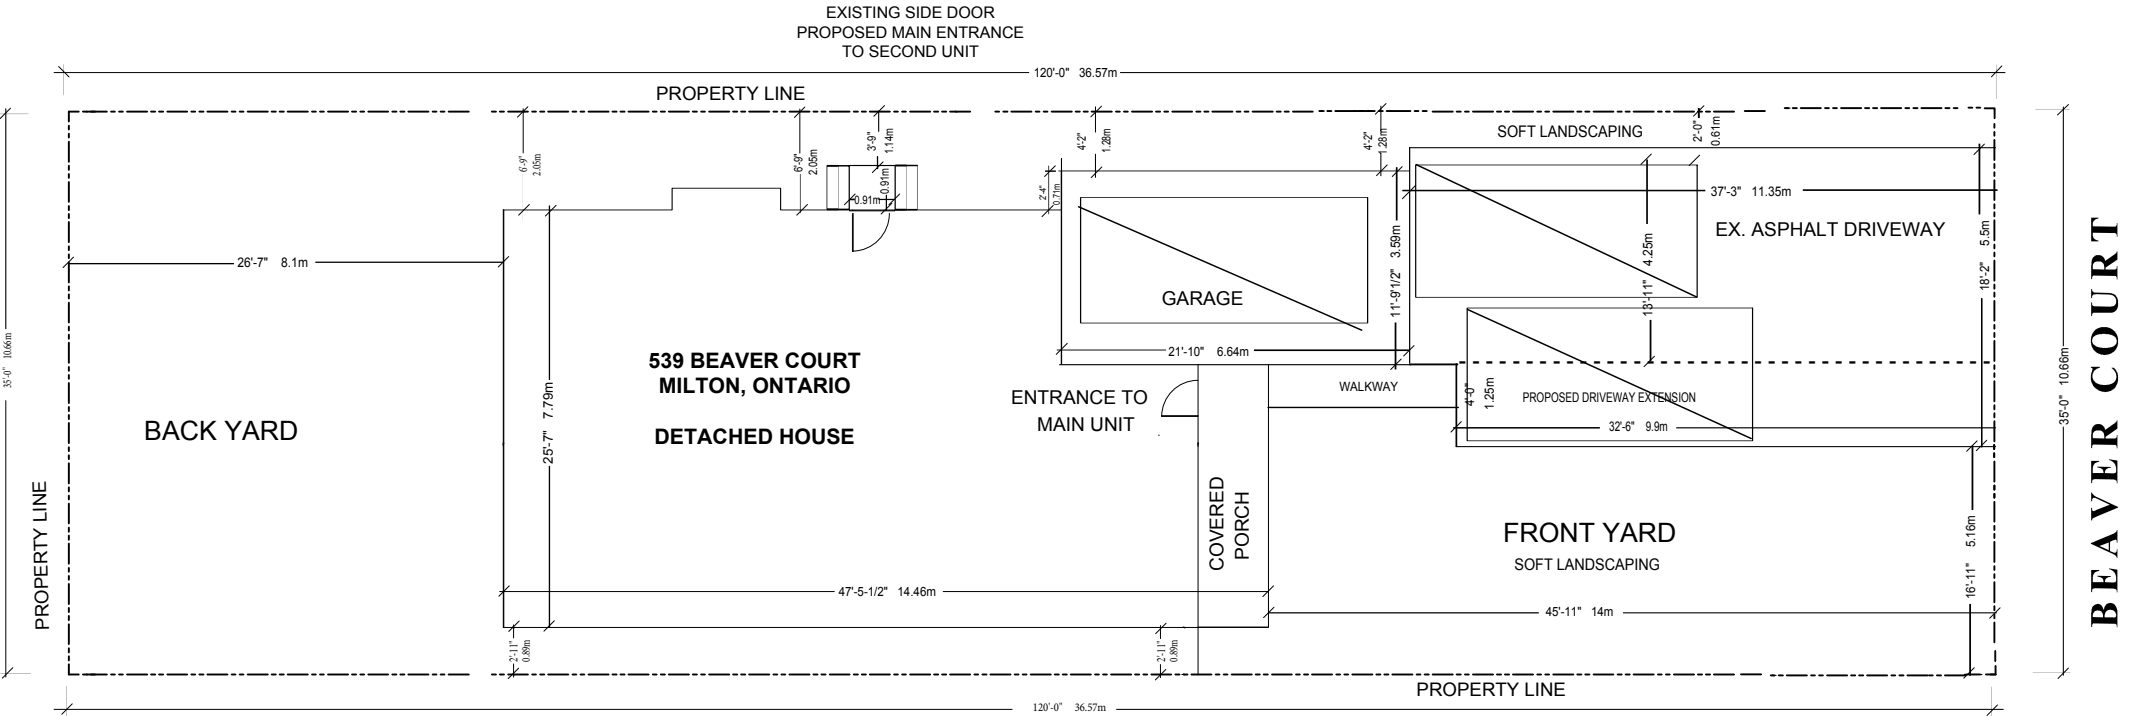 EXISTING SIDE DOOR
PROPOSED MAIN ENTRANCE
TO SECOND UNIT
120'-0" 36.57m
PROPERTY LINE
SOFT LANDSCAPING
2'-0"
0.61m
6'-9"
2.05m
6'-9"
2.05m
3'-9"
1.14m
4'-2"
1.28m
4'-2"
1.28m
0.91m
0.91m
2'-4"
0.71m
37'-3" 11.35m
EX. ASPHALT DRIVEWAY
11'-9'1/2" 3.59m
13'-11" 4.25m
18'-2" 5.5m
26'-7" 8.1m
GARAGE
21'-10" 6.64m
539 BEAVER COURT
MILTON, ONTARIO
DETACHED HOUSE
25'-7" 7.79m
BACK YARD
ENTRANCE TO
MAIN UNIT
WALKWAY
4'-0"
1.25m
PROPOSED DRIVEWAY EXTENSION
32'-6" 9.9m
35'-0" 10.66m
35'-0" 10.66m
BEAVER COURT
COVERED
PORCH
FRONT YARD
SOFT LANDSCAPING
16'-11" 5.16m
PROPERTY LINE
47'-5-1/2" 14.46m
45'-11" 14m
2'-11"
0.89m
2'-11"
0.89m
PROPERTY LINE
120'-0" 36.57m